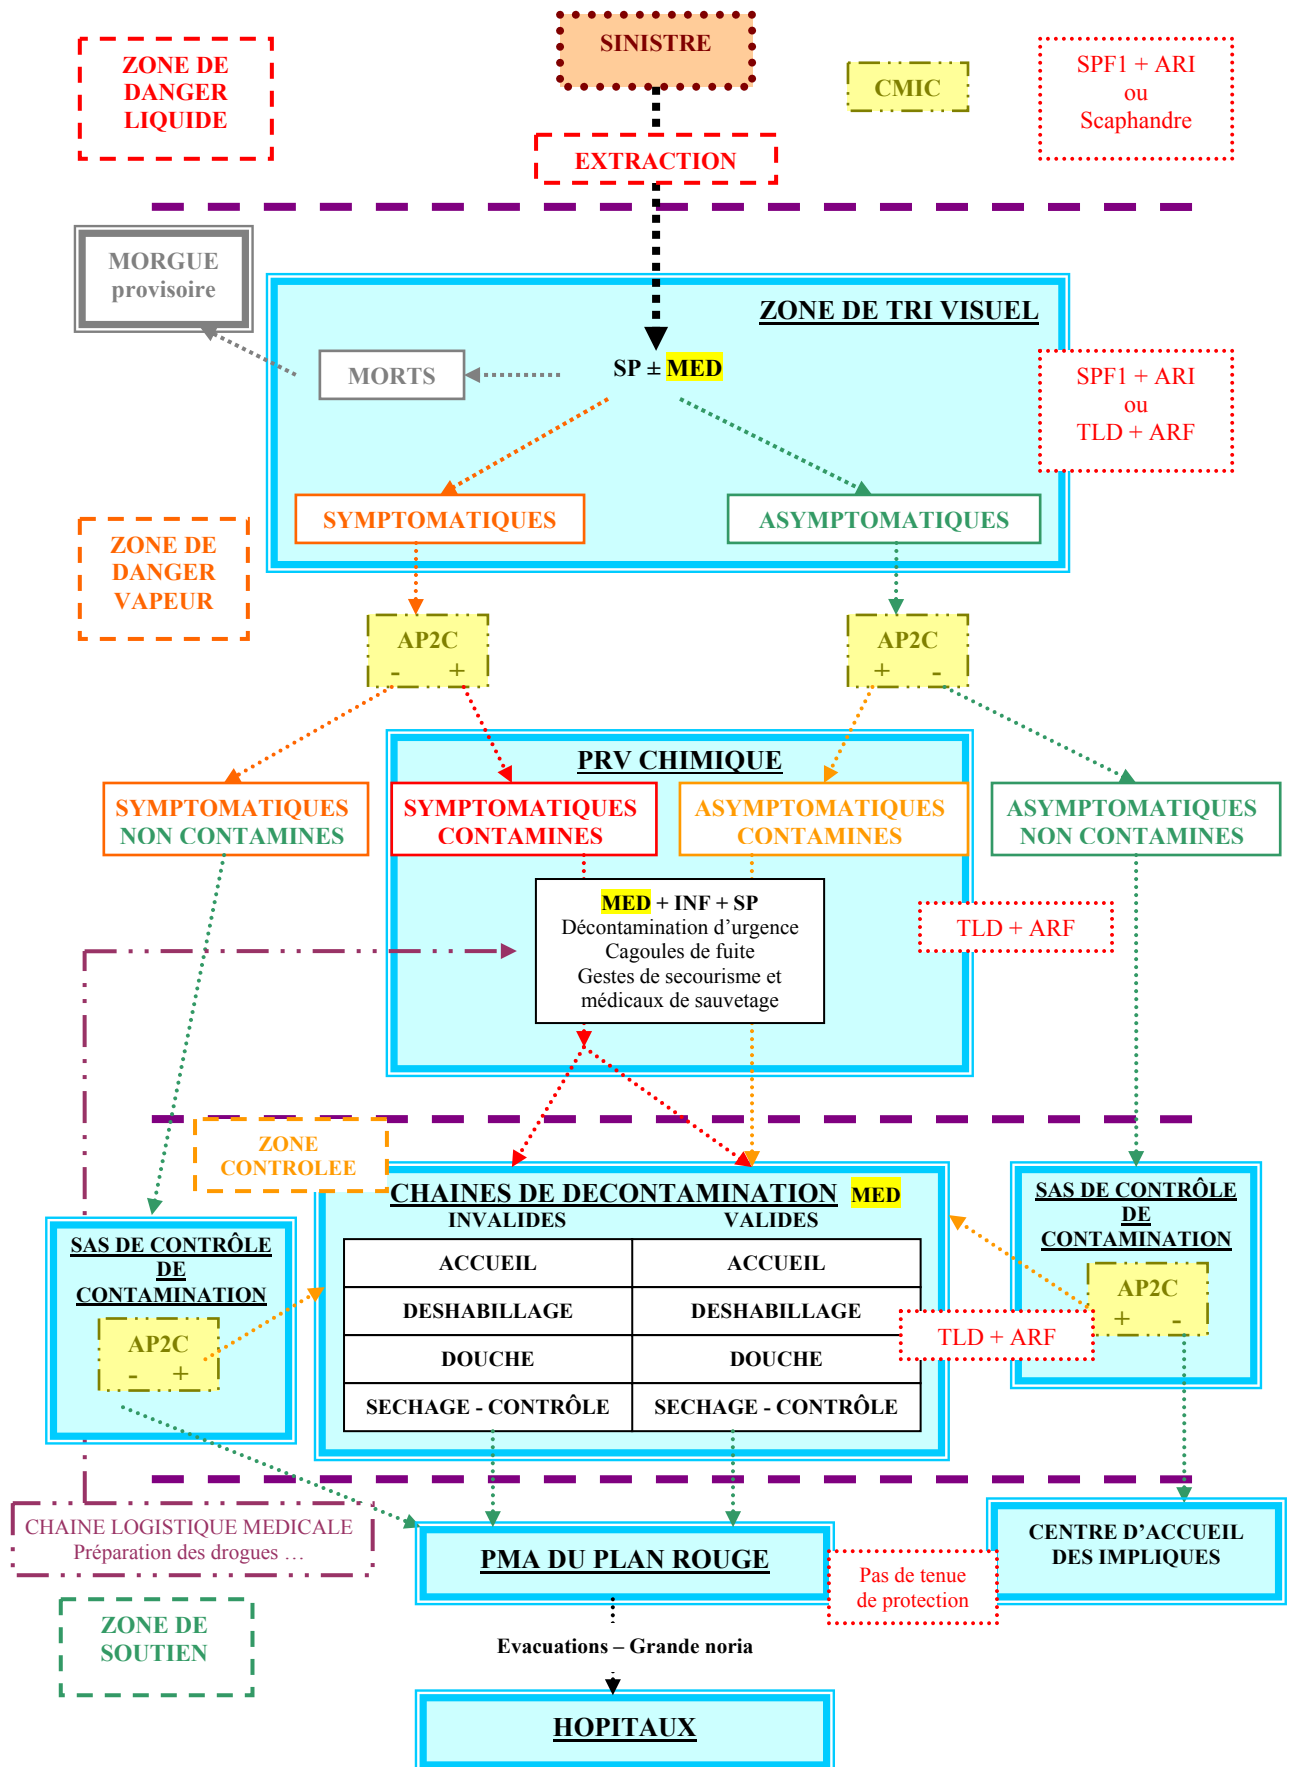 SINISTRE
ZONE DE
DANGER
LIQUIDE
CMIC
SPF1 + ARI
ou
Scaphandre
EXTRACTION
MORGUE
provisoire
ZONE DE TRI VISUEL
MORTS
SP ± MED
SPF1 + ARI
ou
TLD + ARF
SYMPTOMATIQUES
ASYMPTOMATIQUES
ZONE DE
DANGER
VAPEUR
AP2C
- +
AP2C
+ -
PRV CHIMIQUE
SYMPTOMATIQUES
NON CONTAMINES
SYMPTOMATIQUES
CONTAMINES
ASYMPTOMATIQUES
CONTAMINES
ASYMPTOMATIQUES
NON CONTAMINES
MED + INF + SP
Décontamination d’urgence
Cagoules de fuite
Gestes de secourisme et
médicaux de sauvetage
TLD + ARF
ZONE
CONTROLEE
CHAINES DE DECONTAMINATION MED
INVALIDES VALIDES
ACCUEIL ACCUEIL
DESHABILLAGE DESHABILLAGE
DOUCHE DOUCHE
SECHAGE - CONTRÔLE SECHAGE - CONTRÔLE
SAS DE CONTRÔLE
DE
CONTAMINATION
AP2C
- +
SAS DE CONTRÔLE
DE
CONTAMINATION
AP2C
+ -
TLD + ARF
CHAINE LOGISTIQUE MEDICALE
Préparation des drogues …
PMA DU PLAN ROUGE
Pas de tenue
de protection
CENTRE D’ACCUEIL
DES IMPLIQUES
ZONE DE
SOUTIEN
Evacuations – Grande noria
HOPITAUX